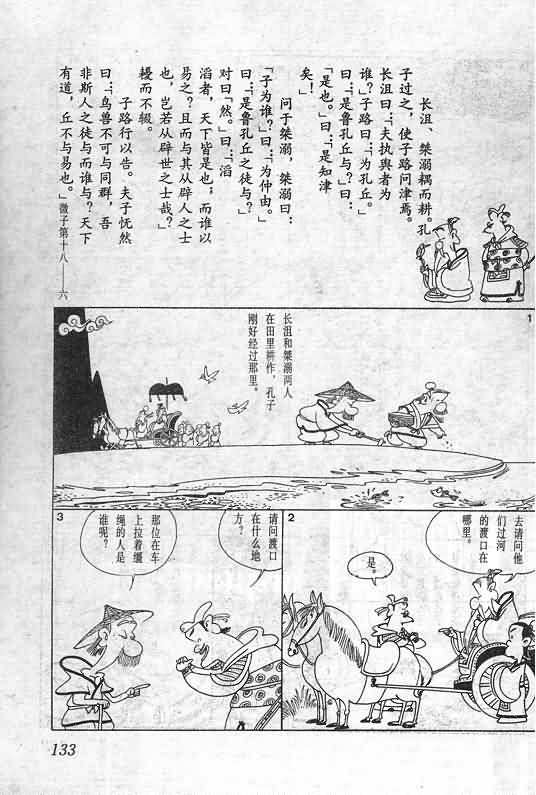 长沮、桀溺耦而耕。孔
子过之，使子路问津焉。
长沮曰：“夫执舆者为
谁？”子路曰：“为孔丘。”
曰：“是鲁孔丘与？”曰：
“是也。”曰：“是知津
矣！”
问于桀溺，桀溺曰：
“子为谁？”曰：“为仲由。”
曰：“是鲁孔丘之徒与？”
对曰：“然。”曰：“滔
滔者，天下皆是也；而谁以
易之？且而与其从辟人之士
也，岂若从辟世之士哉？”
耰而不辍。
子路行以告。夫子怃然
曰：“鸟兽不可与同群，吾
非斯人之徒与而谁与？天下
有道，丘不与易也。”微子第十八——六
1
长沮和桀溺两人
在田里耕作，孔子
刚好经过那里。
2
去请问他
们过河
的渡口在
哪里。
是。
3
请问渡口
在什么地
方？
那位在车
上拉着缰
绳的人是
谁呢？
133